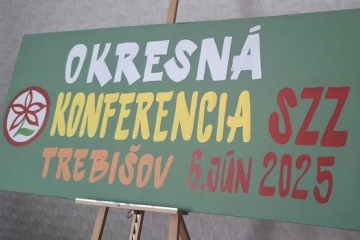 OKRESNÁ
KONFERENCIA SZZ
TREBIŠOV 6.JÚN 2025